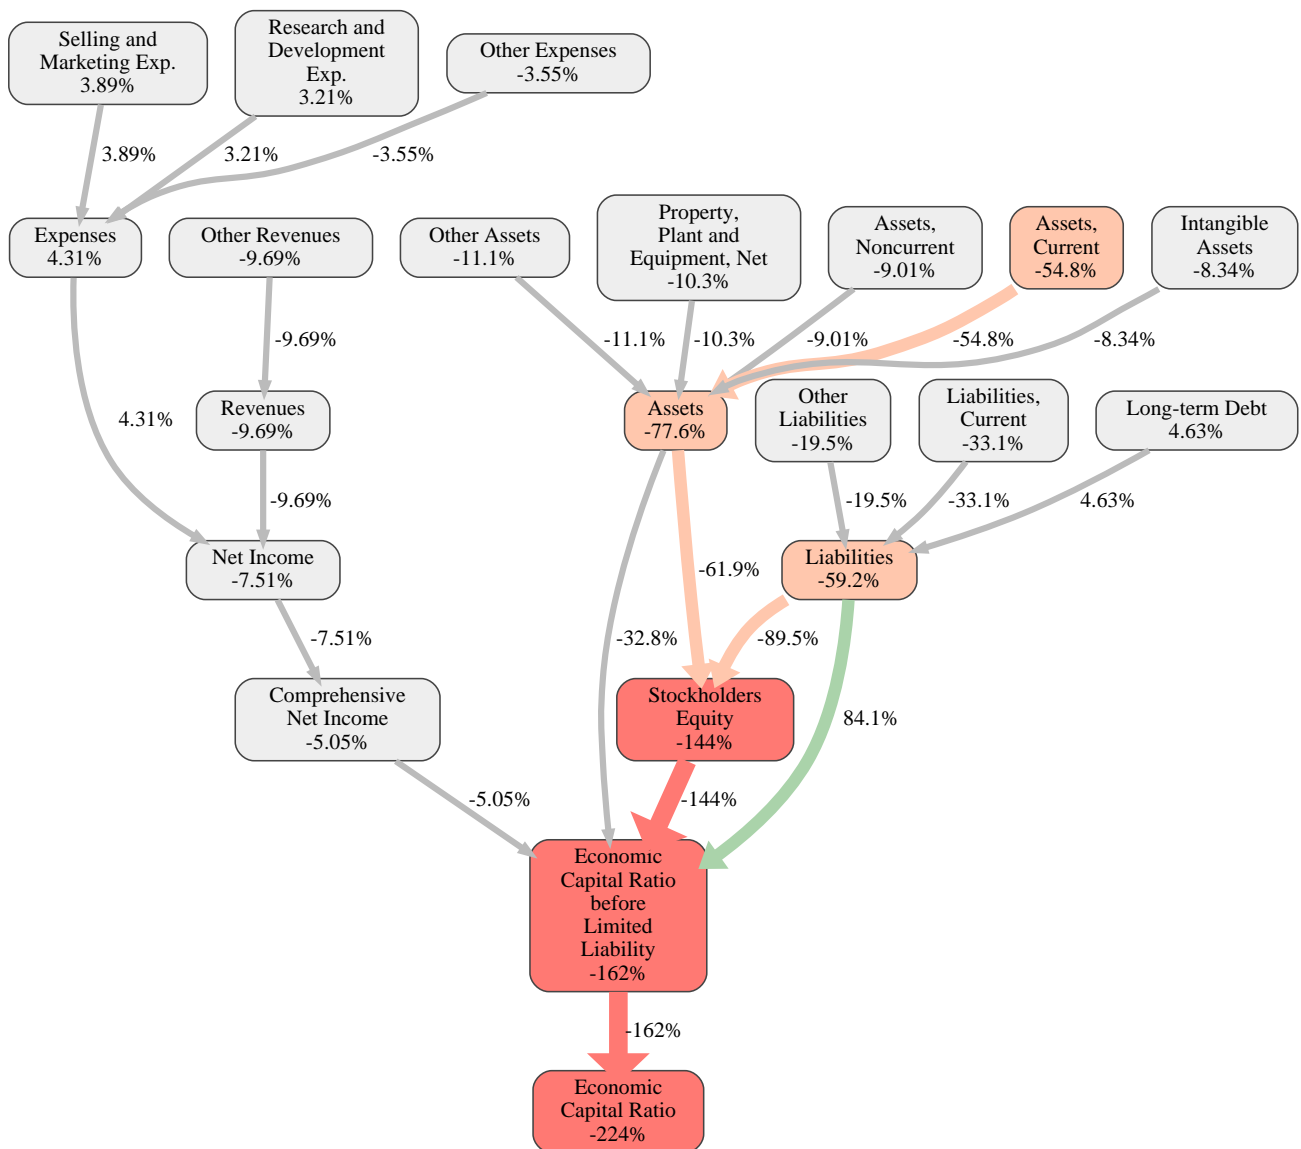 Selling and
Marketing Exp.
3.89%
Research and
Development
Exp.
3.21%
Other Expenses
-3.55%
3.89%
3.21%
-3.55%
Expenses
4.31%
Other Revenues
-9.69%
Other Assets
-11.1%
Property,
Plant and
Equipment, Net
-10.3%
Assets,
Noncurrent
-9.01%
Assets,
Current
-54.8%
Intangible
Assets
-8.34%
-9.69%
-11.1%
-10.3%
-9.01%
-54.8%
-8.34%
4.31%
Revenues
-9.69%
Assets
-77.6%
Other
Liabilities
-19.5%
Liabilities,
Current
-33.1%
Long-term Debt
4.63%
-9.69%
-19.5%
-33.1%
4.63%
Net Income
-7.51%
-61.9%
Liabilities
-59.2%
-7.51%
-32.8%
-89.5%
Comprehensive
Net Income
-5.05%
Stockholders
Equity
-144%
84.1%
-5.05%
-144%
Economic
Capital Ratio
before
Limited
Liability
-162%
-162%
Economic
Capital Ratio
-224%